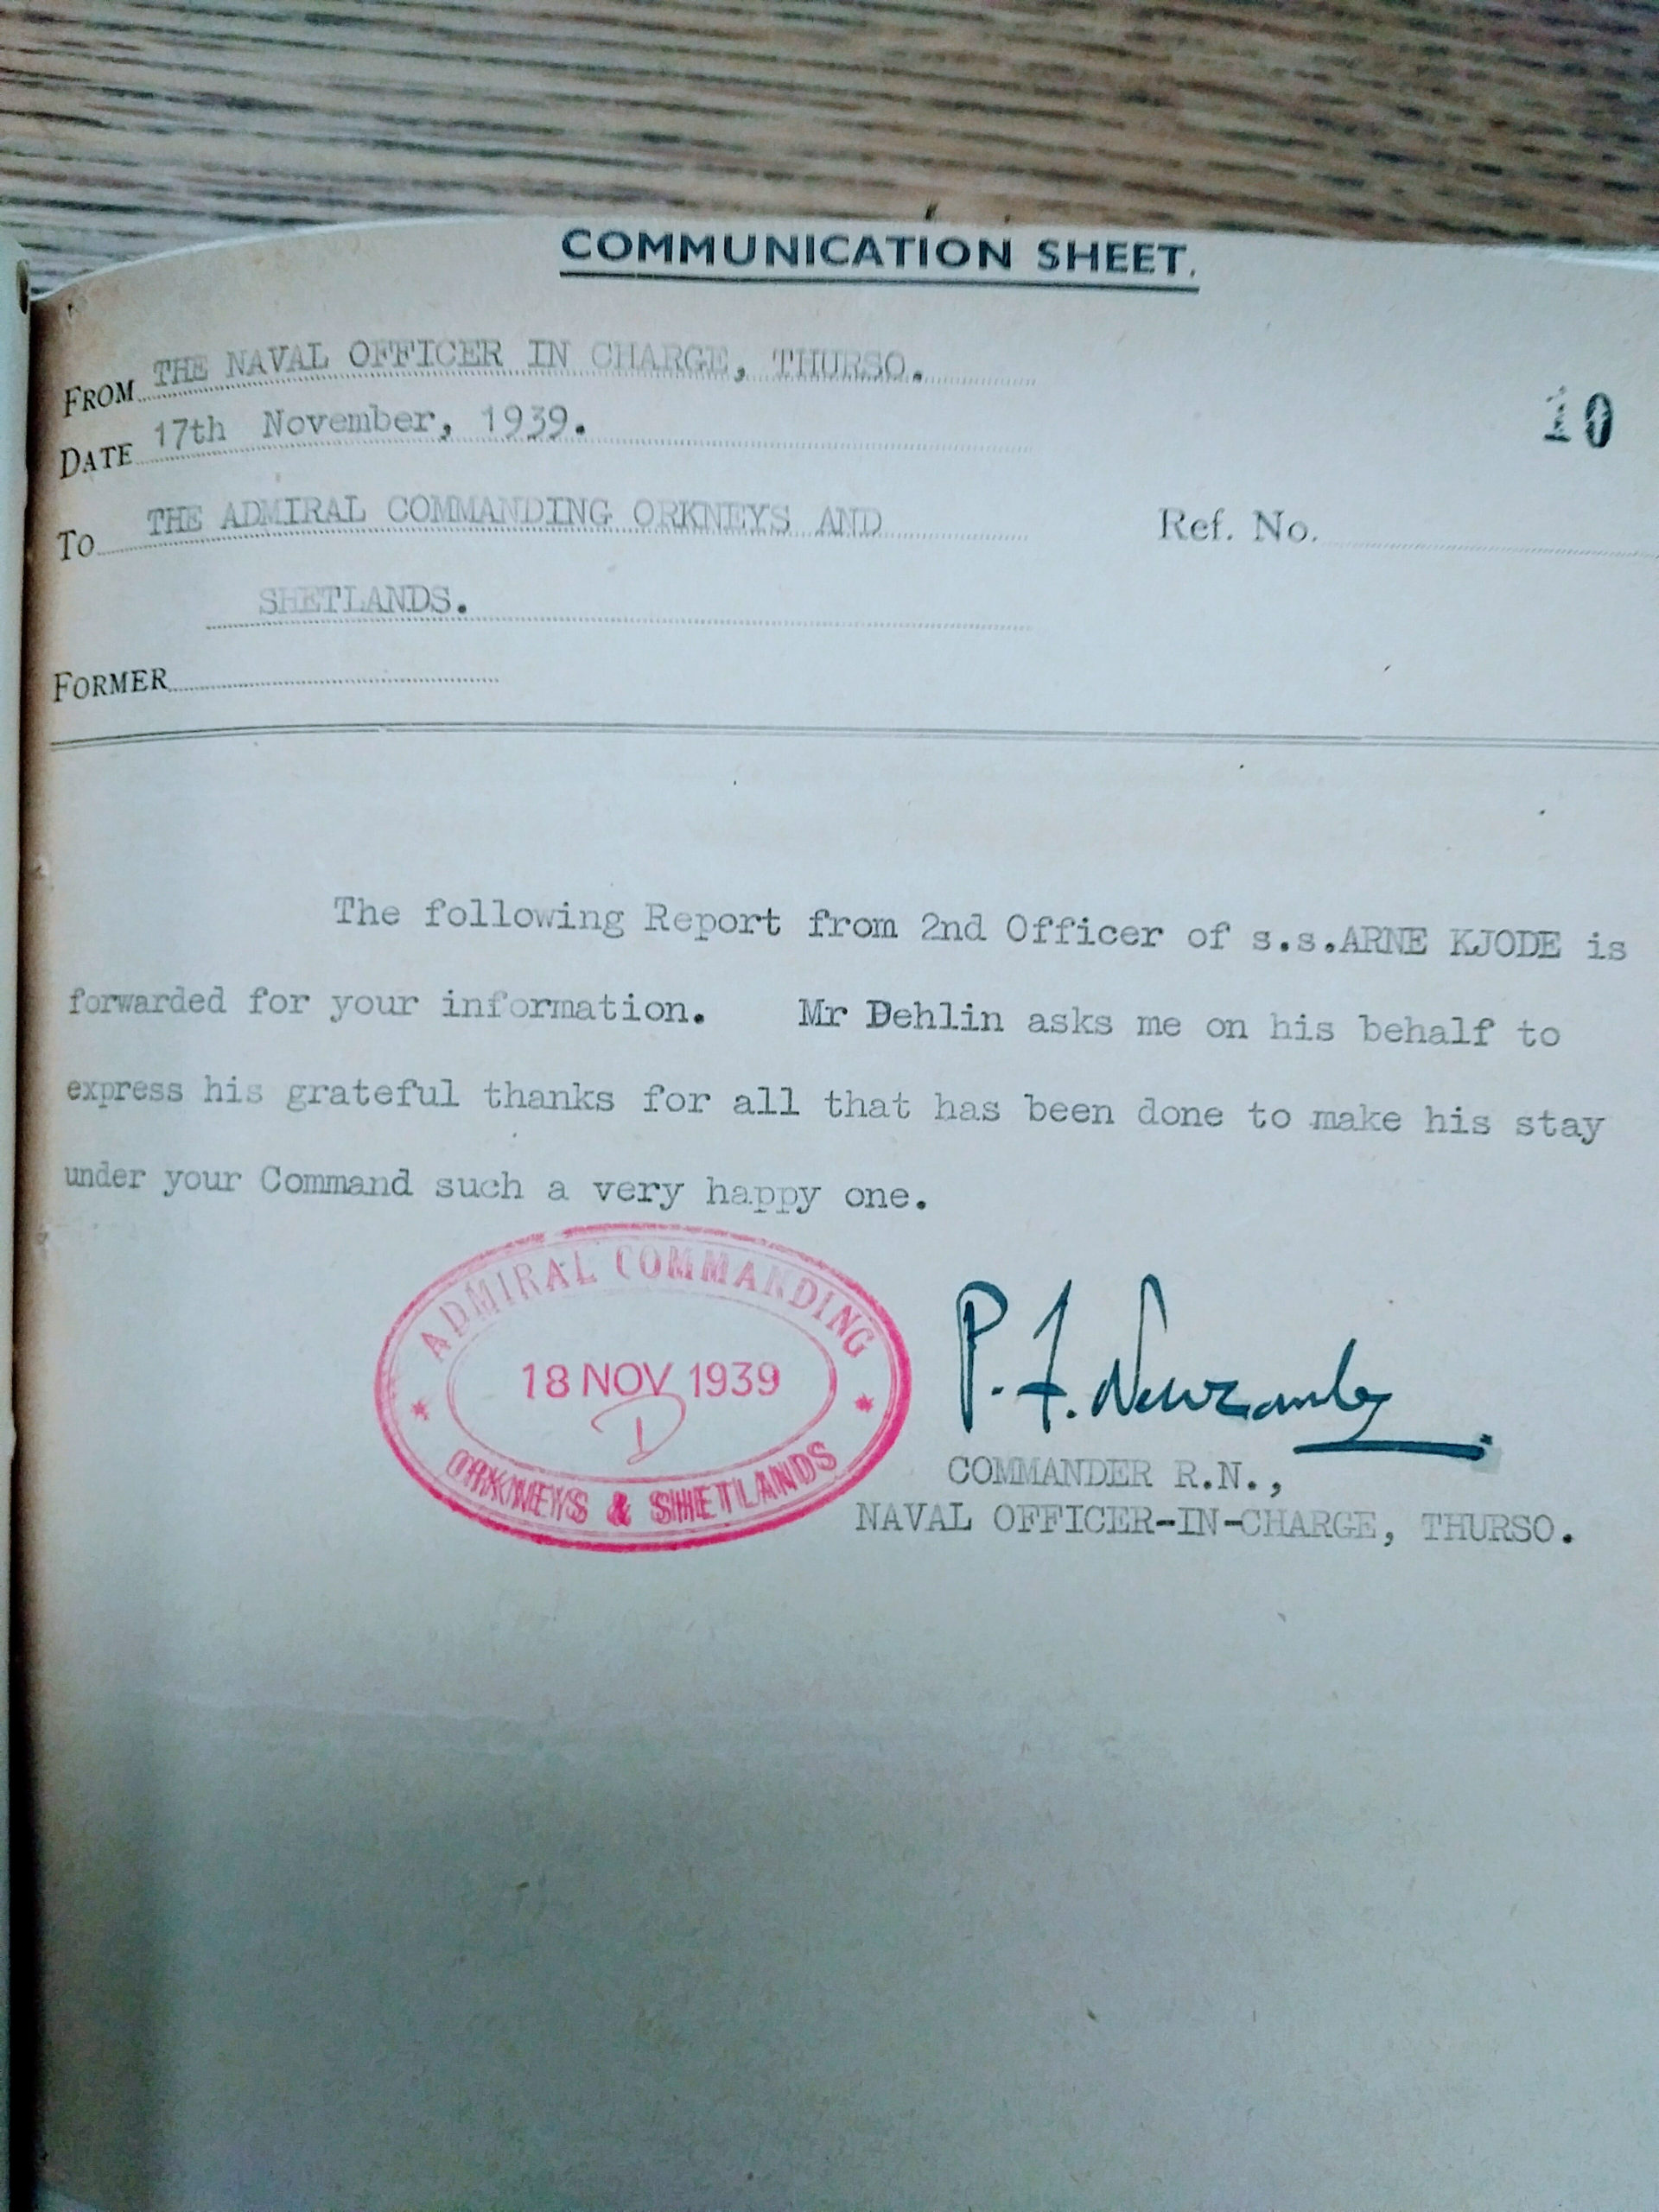 COMMUNICATION SHEET.
FROM THE NAVAL OFFICER IN CHARGE, THURSO.
10
DATE 17th November, 1939.
TO THE ADMIRAL COMMANDING ORKNEYS AND
Ref. No.
SHETLANDS.
FORMER
The following Report from 2nd Officer of s.s.ARNE KJODE is
forwarded for your information. Mr Dehlin asks me on his behalf to
express his grateful thanks for all that has been done to make his stay
under your Command such a very happy one.
ADMIRAL COMMANDING
18 NOV 1939
D
ORKNEYS & SHETLANDS
P. F.
COMMANDER R.N.,
NAVAL OFFICER-IN-CHARGE, THURSO.